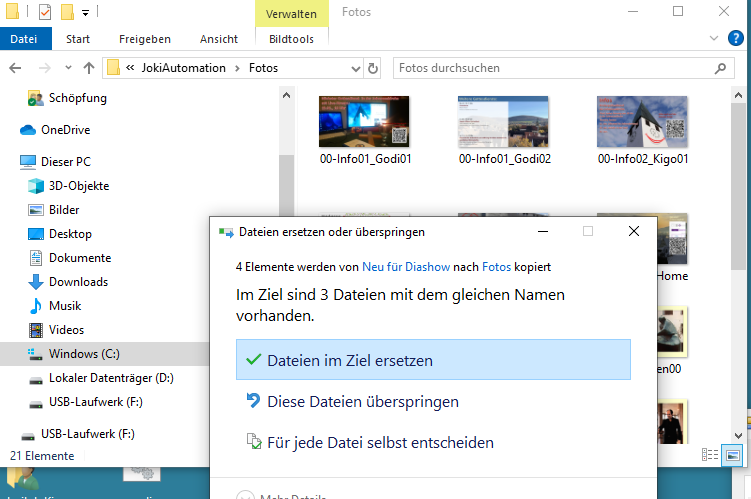 Verwalten
Fotos
Datei
Start
Freigeben
Ansicht
Bildtools
« JokiAutomation > Fotos
Fotos durchsuchen
Schöpfung
OneDrive
Dieser PC
3D-Objekte
Bilder
Desktop
Dokumente
Downloads
Musik
Videos
Windows (C:)
Lokaler Datenträger (D:)
USB-Laufwerk (F:)
USB-Laufwerk (F:)
21 Elemente
00-Info01_Godi01
00-Info01_Godi02
00-Info02_Kigo01
Home
en00
Dateien ersetzen oder überspringen
4 Elemente werden von Neu für Diashow nach Fotos kopiert
Im Ziel sind 3 Dateien mit dem gleichen Namen
vorhanden.
Dateien im Ziel ersetzen
Diese Dateien überspringen
Für jede Datei selbst entscheiden
Mehr Details